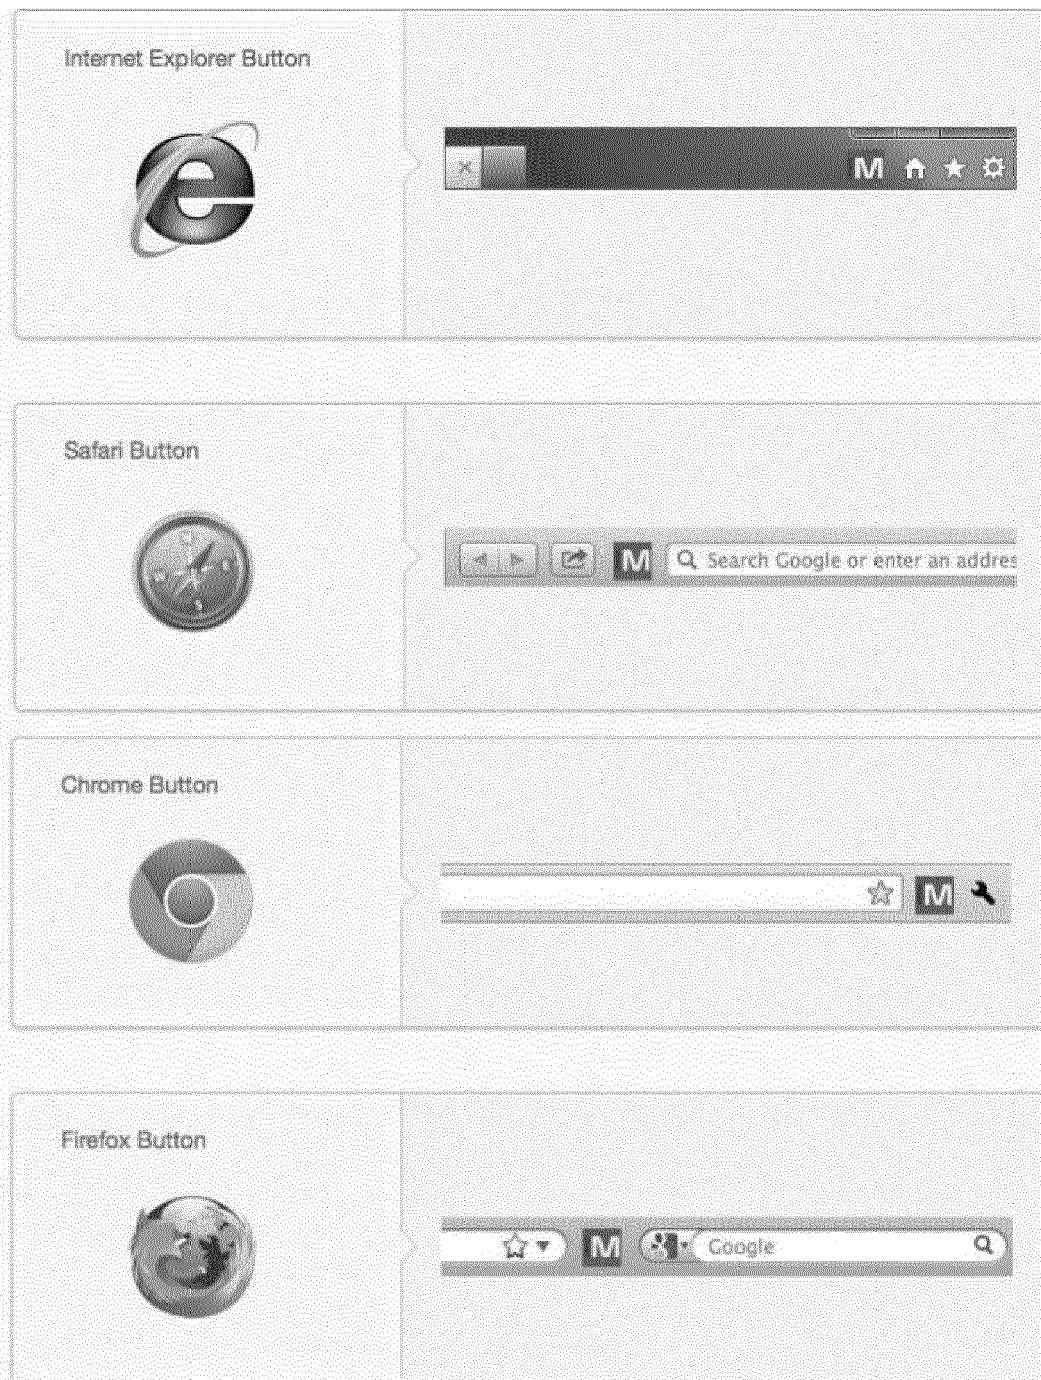 Internet Explorer Button
M
Safari Button
M Search Google or enter an addres
Chrome Button
M
Firefox Button
M Google